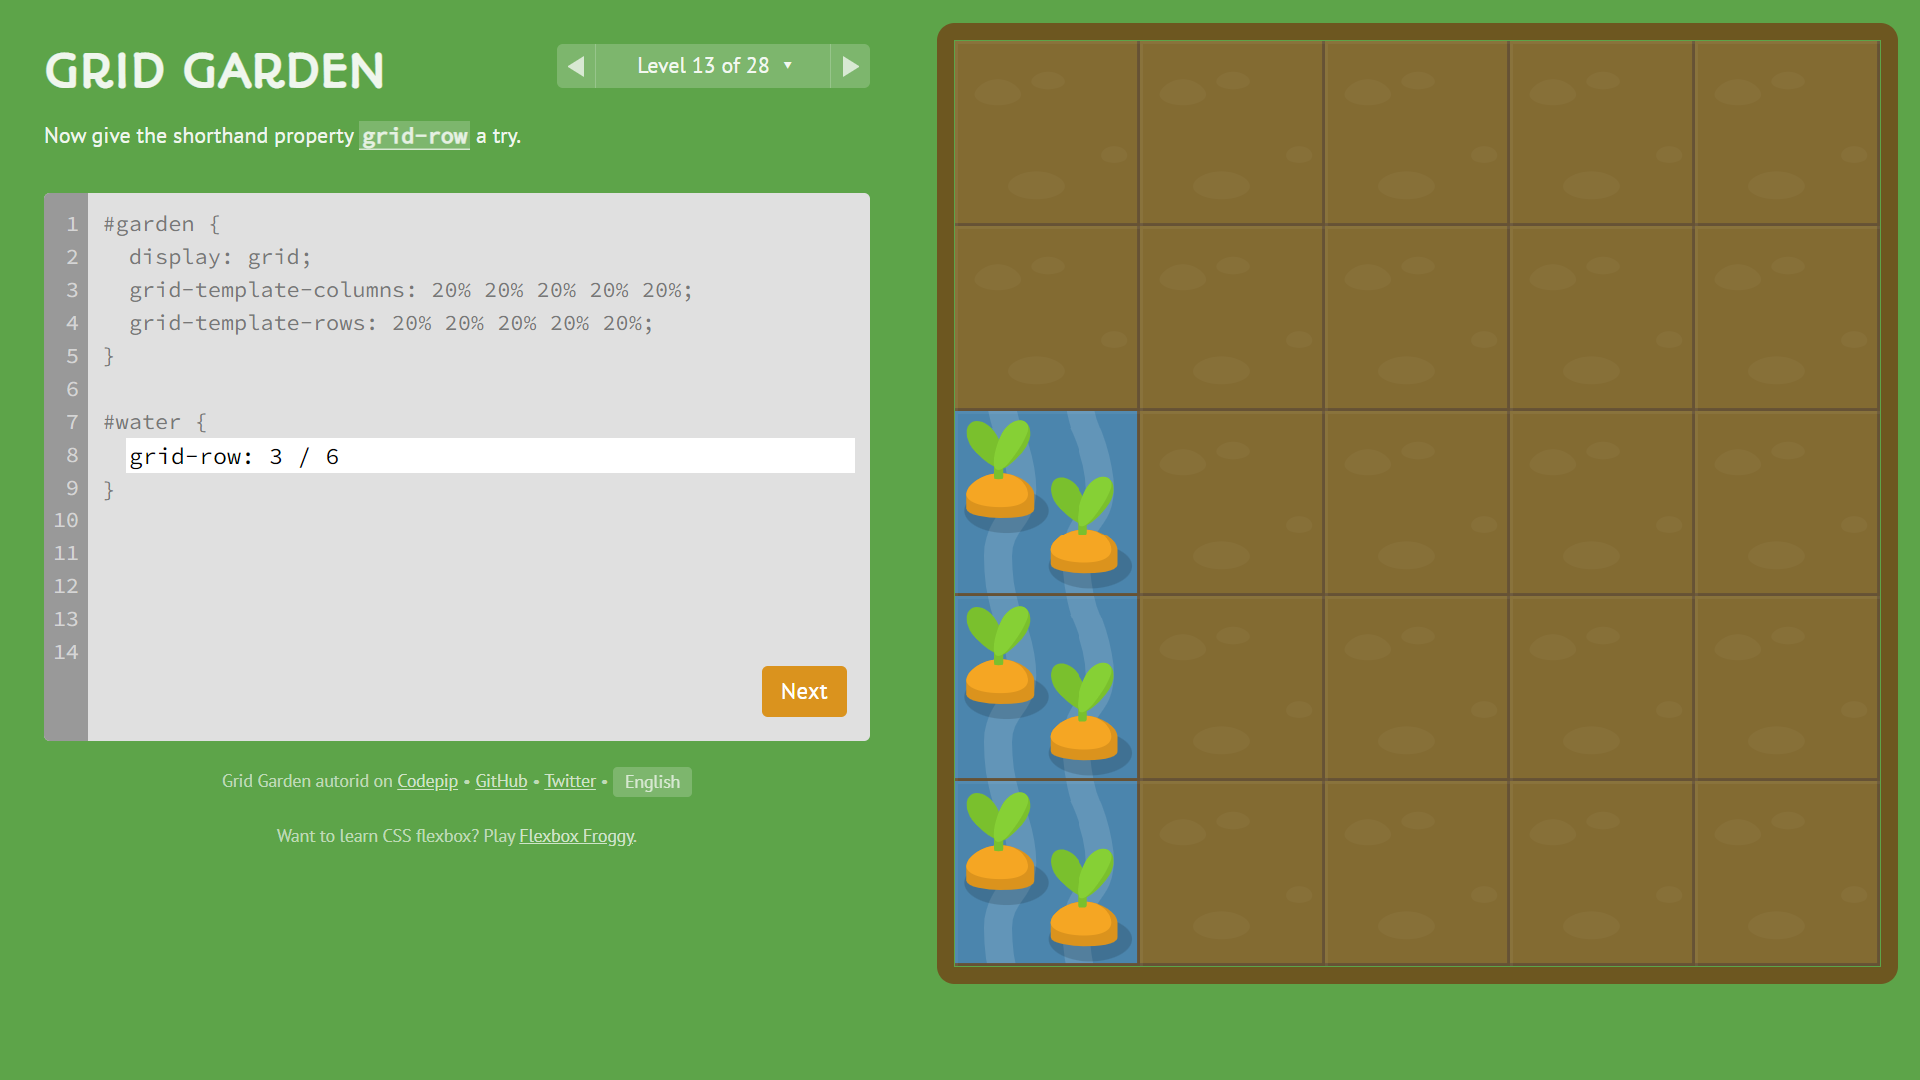 GRID GARDEN
Level 13 of 28 ▼
Now give the shorthand property grid-row a try.
1 #garden {
2 display: grid;
3 grid-template-columns: 20% 20% 20% 20% 20%;
4 grid-template-rows: 20% 20% 20% 20% 20%;
5 }
6
7 #water {
8 grid-row: 3 / 6
9 }
10
11
12
13
14
Next
Grid Garden autorid on Codepip • GitHub • Twitter • English
Want to learn CSS flexbox? Play Flexbox Froggy.